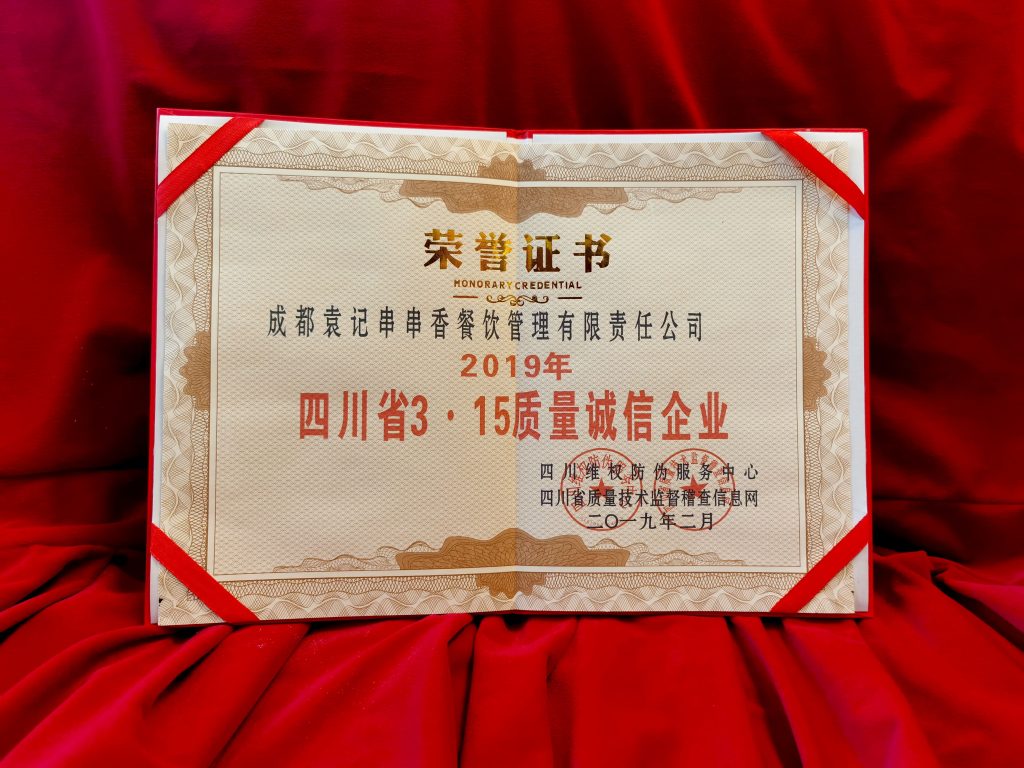 荣誉证书
HONORARY CREDENTIAL
成都袁记串串香餐饮管理有限责任公司
2019年
四川省3·15质量诚信企业
四川维权防伪服务中心
四川省质量技术监督稽查信息网
二〇一九年二月